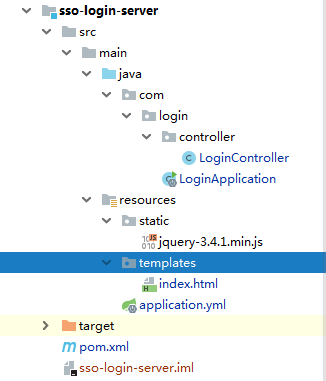 sso-login-server
src
main
java
com
login
controller
LoginController
LoginApplication
resources
static
jquery-3.4.1.min.js
templates
index.html
application.yml
target
pom.xml
sso-login-server.iml